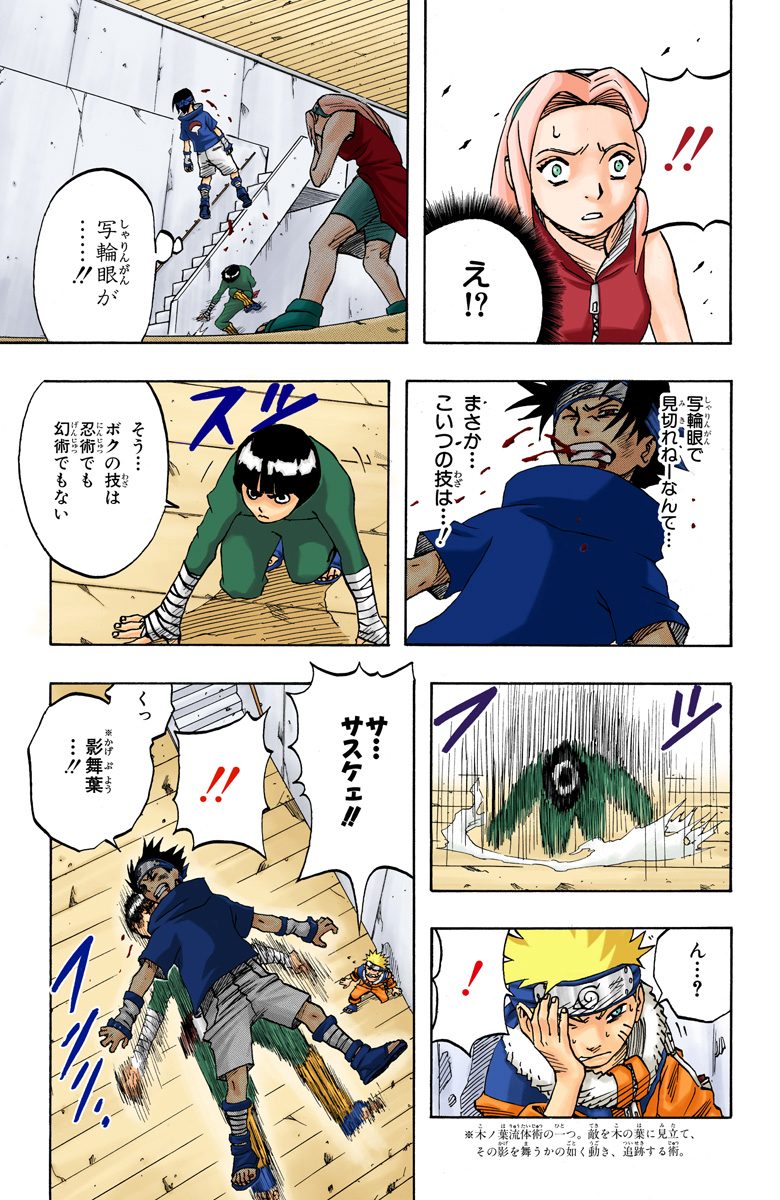 !!
え!?
写輪眼が
……!!
写輪眼で
見切れねーなんて…
まさか…
こいつの技は…!!
スッ
そう…
ボクの技は
忍術でも
幻術でもない
フッ
サ…
サスケェ!!
!!
くっ
※影舞葉
…!!
ん…?
!
※木ノ葉流体術の一つ。敵を木の葉に見立て、
その影を舞うかの如く動き、追跡する術。